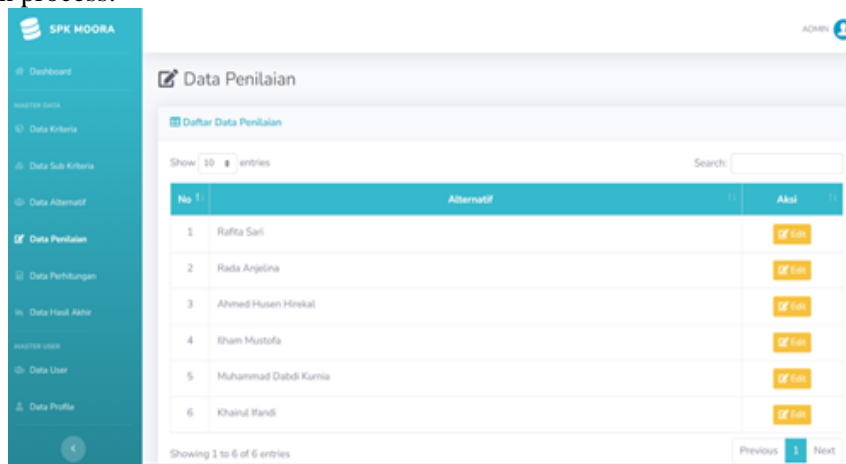 n process.
SPK MOORA
ADMIN
Dashboard
Data Penilaian
MASTER DATA
Data Kriteria
Daftar Data Penilaian
Data Sub Kriteria
Show 10 entries
Search:
Data Alternatif
No Alternatif Aksi
Data Penilaian
1 Rafita Sari Edit
Data Perhitungan
2 Rada Anjelina Edit
Data Hasil Akhir
3 Ahmed Husen Hirekal Edit
MASTER USER
4 Ilham Mustofa Edit
Data User
5 Muhammad Dabdi Kurnia Edit
Data Profile
6 Khairul Ifandi Edit
Showing 1 to 6 of 6 entries
Previous 1 Next